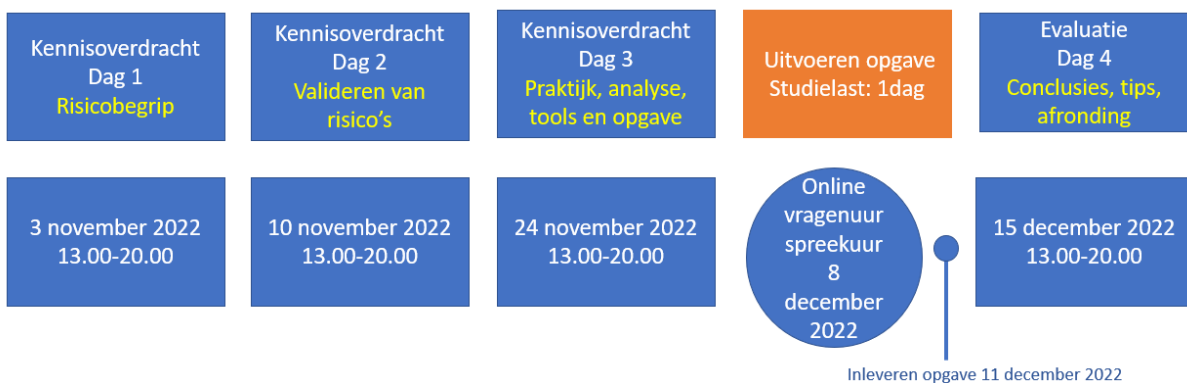 Kennisoverdracht
Dag 1
Risicobegrip
Kennisoverdracht
Dag 2
Valideren van
risico's
Kennisoverdracht
Dag 3
Praktijk, analyse,
tools en opgave
Uitvoeren opgave
Studielast: 1dag
Evaluatie
Dag 4
Conclusies, tips,
afronding
3 november 2022
13.00-20.00
10 november 2022
13.00-20.00
24 november 2022
13.00-20.00
Online
vragenuur
spreekuur
8
december
2022
15 december 2022
13.00-20.00
Inleveren opgave 11 december 2022